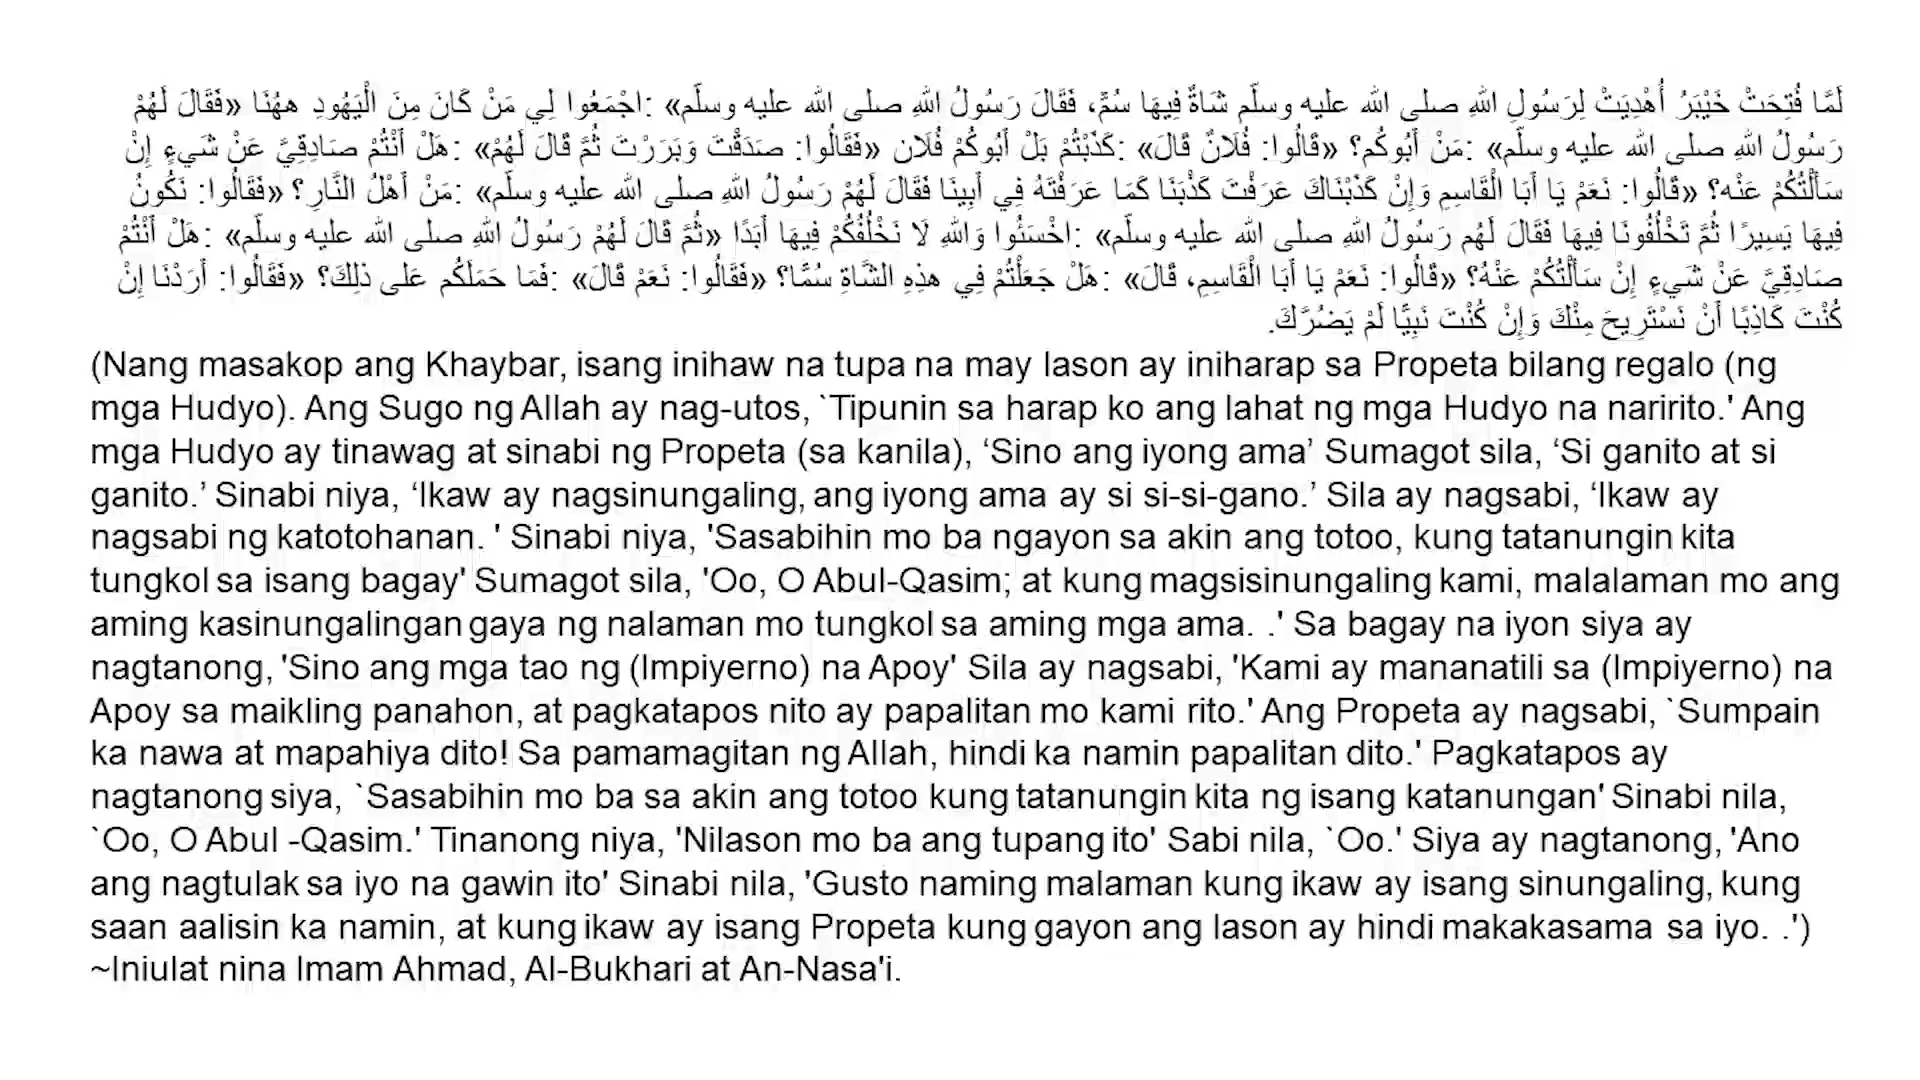 لَمَّا فُتِحَتْ خَيْبَرُ أُهْدِيَتْ لِرَسُولِ اللهِ صلى الله عليه وسلّم شَاةٌ فِيهَا سُمٌّ، فَقَالَ رَسُولُ اللهِ صلى الله عليه وسلّم» :اجْمَعُوا لِي مَنْ كَانَ مِنَ الْيَهُودِ ههُنَا «فَقَالَ لَهُمْ
رَسُولُ اللهِ صلى الله عليه وسلّم» :مَنْ أَبُوكُم؟ «قَالُوا: فُلَانٌ قَالَ» :كَذَبْتُمْ بَلْ أَبُوكُمْ فُلَان «فَقَالُوا: صَدَقْتَ وَبَرَرْتَ ثُمَّ قَالَ لَهُمْ» :هَلْ أَنْتُمْ صَادِقِيَّ عَنْ شَيءٍ إِنْ
سَأَلْتُكُمْ عَنْه؟ «قَالُوا: نَعَمْ يَا أَبَا الْقَاسِمِ وَإِنْ كَذَبْنَاكَ عَرَفْتَ كَذْبَنَا كَمَا عَرَفْتَهُ فِي أَبِينَا فَقَالَ لَهُمْ رَسُولُ اللهِ صلى الله عليه وسلّم» :مَنْ أَهْلُ النَّارِ؟ «فَقَالُوا: نَكُونُ
فِيهَا يَسِيرًا ثُمَّ تَخْلُفُونَا فِيهَا فَقَالَ لَهُم رَسُولُ اللهِ صلى الله عليه وسلّم» :اخْسَئُوا وَاللهِ لَا نَخْلُفُكُمْ فِيهَا أَبَدًا «ثُمَّ قَالَ لَهُمْ رَسُولُ اللهِ صلى الله عليه وسلّم» :هَلْ أَنْتُمْ
صَادِقِيَّ عَنْ شَيءٍ إِنْ سَأَلْتُكُمْ عَنْهُ؟ «قَالُوا: نَعَمْ يَا أَبَا الْقَاسِمِ، قَالَ» :هَلْ جَعَلْتُمْ فِي هذِهِ الشَّاةِ سُمًّا؟ «فَقَالُوا: نَعَمْ قَالَ» :فَمَا حَمَلَكُم عَلى ذلِكَ؟ «فَقَالُوا: أَرَدْنَا إِنْ
كُنْتَ كَاذِبًا أَنْ نَسْتَرِيحَ مِنْكَ وَإِنْ كُنْتَ نَبِيًّا لَمْ يَضُرَّكَ.
(Nang masakop ang Khaybar, isang inihaw na tupa na may lason ay iniharap sa Propeta bilang regalo (ng
mga Hudyo). Ang Sugo ng Allah ay nag-utos, `Tipunin sa harap ko ang lahat ng mga Hudyo na naririto.' Ang
mga Hudyo ay tinawag at sinabi ng Propeta (sa kanila), ‘Sino ang iyong ama’ Sumagot sila, ‘Si ganito at si
ganito.’ Sinabi niya, ‘Ikaw ay nagsinungaling, ang iyong ama ay si si-si-gano.’ Sila ay nagsabi, ‘Ikaw ay
nagsabi ng katotohanan. ' Sinabi niya, 'Sasabihin mo ba ngayon sa akin ang totoo, kung tatanungin kita
tungkol sa isang bagay' Sumagot sila, 'Oo, O Abul-Qasim; at kung magsisinungaling kami, malalaman mo ang
aming kasinungalingan gaya ng nalaman mo tungkol sa aming mga ama. .' Sa bagay na iyon siya ay
nagtanong, 'Sino ang mga tao ng (Impiyerno) na Apoy' Sila ay nagsabi, 'Kami ay mananatili sa (Impiyerno) na
Apoy sa maikling panahon, at pagkatapos nito ay papalitan mo kami rito.' Ang Propeta ay nagsabi, `Sumpain
ka nawa at mapahiya dito! Sa pamamagitan ng Allah, hindi ka namin papalitan dito.' Pagkatapos ay
nagtanong siya, `Sasabihin mo ba sa akin ang totoo kung tatanungin kita ng isang katanungan' Sinabi nila,
`Oo, O Abul -Qasim.' Tinanong niya, 'Nilason mo ba ang tupang ito' Sabi nila, `Oo.' Siya ay nagtanong, 'Ano
ang nagtulak sa iyo na gawin ito' Sinabi nila, 'Gusto naming malaman kung ikaw ay isang sinungaling, kung
saan aalisin ka namin, at kung ikaw ay isang Propeta kung gayon ang lason ay hindi makakasama sa iyo. .')
~Iniulat nina Imam Ahmad, Al-Bukhari at An-Nasa'i.